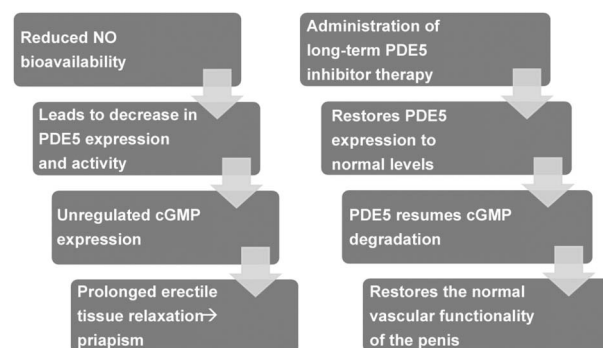 Reduced NO
bioavailability
Leads to decrease in
PDE5 expression
and activity
Unregulated cGMP
expression
Prolonged erectile
tissue relaxation→
priapism
Administration of
long-term PDE5
inhibitor therapy
Restores PDE5
expression to
normal levels
PDE5 resumes cGMP
degradation
Restores the normal
vascular functionality
of the penis